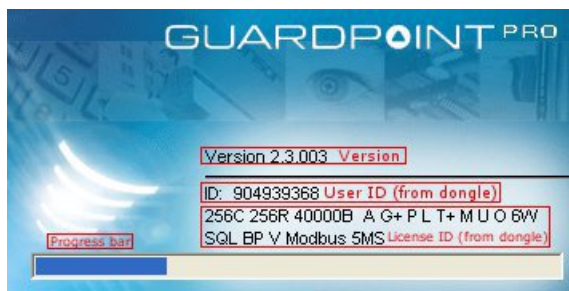 GUARDPOINT PRO
Version 2.3.003 Version
ID: 904939368 User ID (from dongle)
256C 256R 40000B A G+ P L T+ M U O 6W
SQL BP V Modbus 5MS License ID (from dongle)
Progress bar